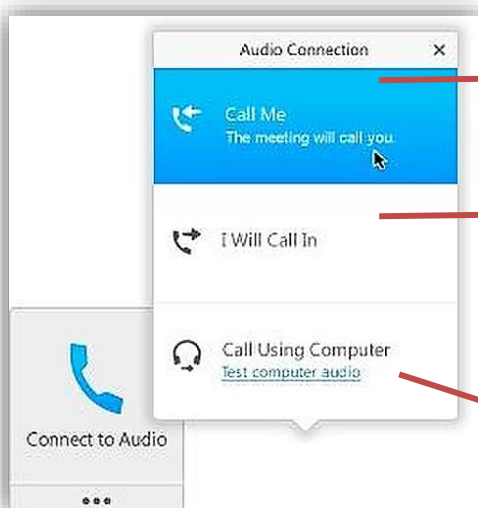 Audio Connection
Call Me
The meeting will call you.
I Will Call In
Call Using Computer
Test computer audio
Connect to Audio